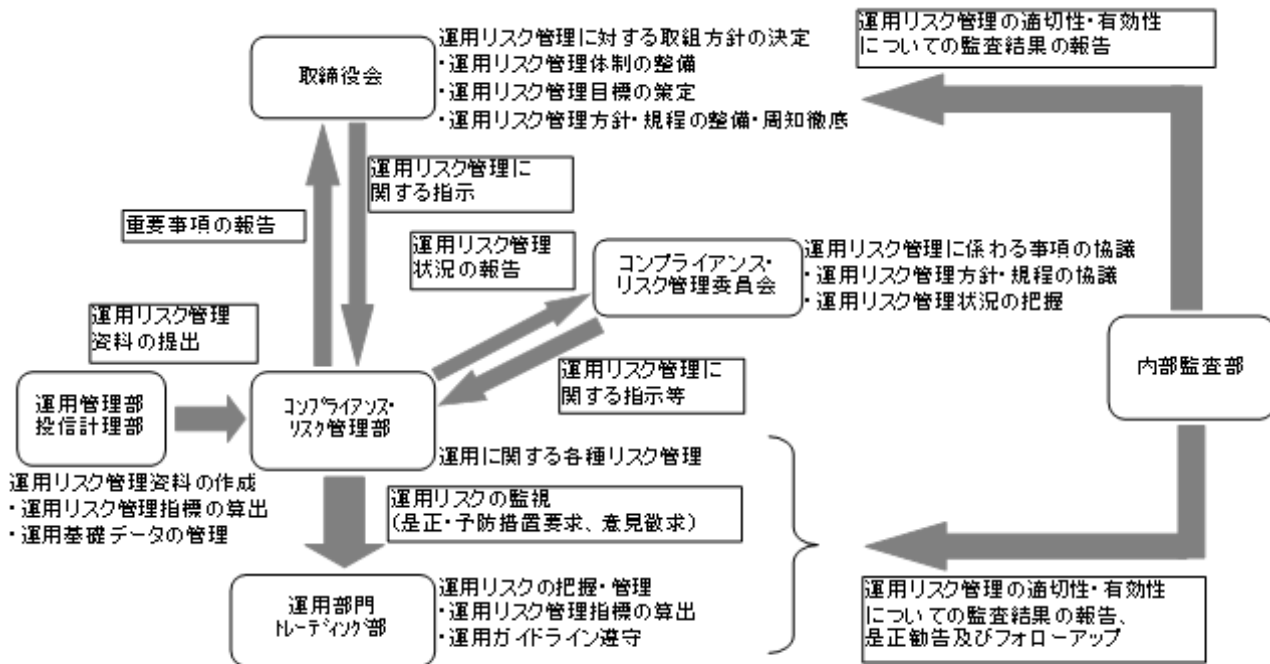 運用リスク管理に対する取組方針の決定
・運用リスク管理体制の整備
・運用リスク管理目標の策定
・運用リスク管理方針・規程の整備・周知徹底
取締役会
運用リスク管理の適切性・有効性
についての監査結果の報告
運用リスク管理に
関する指示
重要事項の報告
運用リスク管理
状況の報告
コンプライアンス・
リスク管理委員会
運用リスク管理に係わる事項の協議
・運用リスク管理方針・規程の協議
・運用リスク管理状況の把握
運用リスク管理
資料の提出
運用リスク管理に
関する指示等
内部監査部
運用管理部
投信計理部
コンプライアンス・
リスク管理部
運用に関する各種リスク管理
運用リスク管理資料の作成
・運用リスク管理指標の算出
・運用基礎データの管理
運用リスクの監視
(是正・予防措置要求、意見徴求)
運用部門
トレーディング部
運用リスクの把握・管理
・運用リスク管理指標の算出
・運用ガイドライン遵守
運用リスク管理の適切性・有効性
についての監査結果の報告、
是正勧告及びフォローアップ